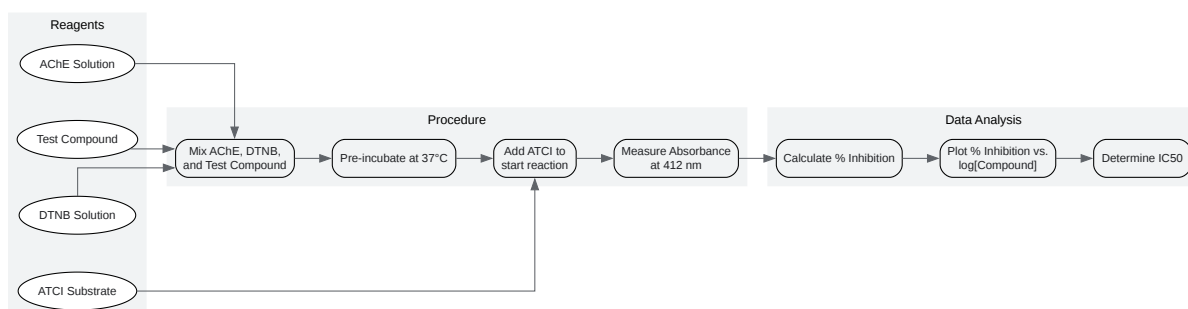 Reagents
AChE Solution
Test Compound
DTNB Solution
ATCI Substrate
Procedure
Mix AChE, DTNB,
and Test Compound
Pre-incubate at 37°C
Add ATCI to
start reaction
Measure Absorbance
at 412 nm
Data Analysis
Calculate % Inhibition
Plot % Inhibition vs.
log[Compound]
Determine IC50